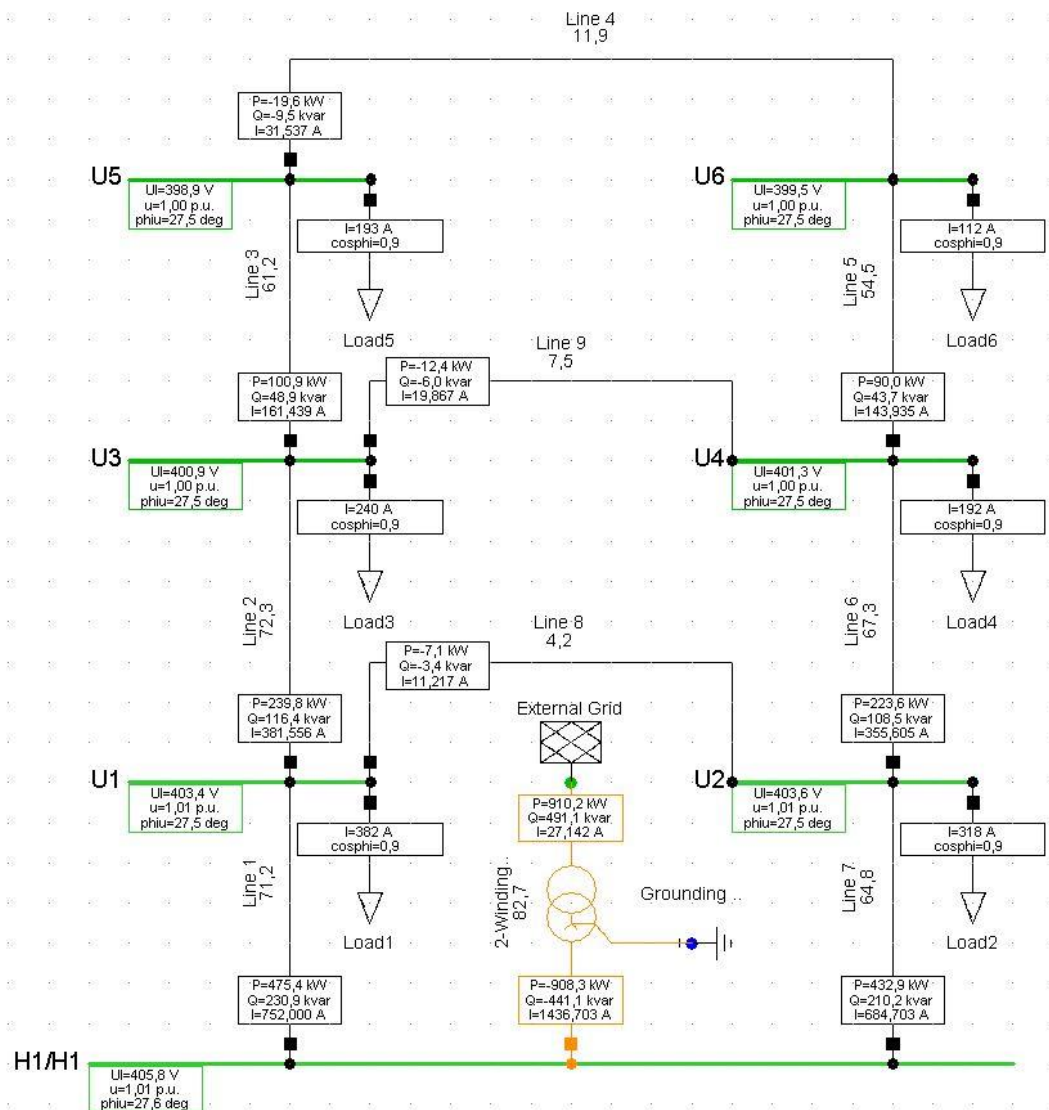 Line 4
11,9
P=-19,6 kW
Q=-9,5 kvar
I=31,537 A
U5
Ul=398,9 V
u=1,00 p.u.
phiu=27,5 deg
I=193 A
cosphi=0,9
Load5
U6
Ul=399,5 V
u=1,00 p.u.
phiu=27,5 deg
I=112 A
cosphi=0,9
Load6
Line 3
61,2
Line 5
54,5
Line 9
7,5
P=100,9 kW
Q=48,9 kvar
I=161,439 A
P=-12,4 kW
Q=-6,0 kvar
I=19,867 A
P=90,0 kW
Q=43,7 kvar
I=143,935 A
U3
Ul=400,9 V
u=1,00 p.u.
phiu=27,5 deg
I=240 A
cosphi=0,9
Load3
U4
Ul=401,3 V
u=1,00 p.u.
phiu=27,5 deg
I=192 A
cosphi=0,9
Load4
Line 2
72,3
Line 6
67,3
Line 8
4,2
P=-7,1 kW
Q=-3,4 kvar
I=11,217 A
P=239,8 kW
Q=116,4 kvar
I=381,556 A
External Grid
P=223,6 kW
Q=108,5 kvar
I=355,605 A
U1
Ul=403,4 V
u=1,01 p.u.
phiu=27,5 deg
I=382 A
cosphi=0,9
Load1
P=910,2 kW
Q=491,1 kvar
I=27,142 A
U2
Ul=403,6 V
u=1,01 p.u.
phiu=27,5 deg
I=318 A
cosphi=0,9
Load2
Line 1
71,2
2-Winding..
82,7
Grounding ..
Line 7
64,8
P=475,4 kW
Q=230,9 kvar
I=752,000 A
P=-908,3 kW
Q=-441,1 kvar
I=1436,703 A
P=432,9 kW
Q=210,2 kvar
I=684,703 A
H1/H1
Ul=405,8 V
u=1,01 p.u.
phiu=27,6 deg